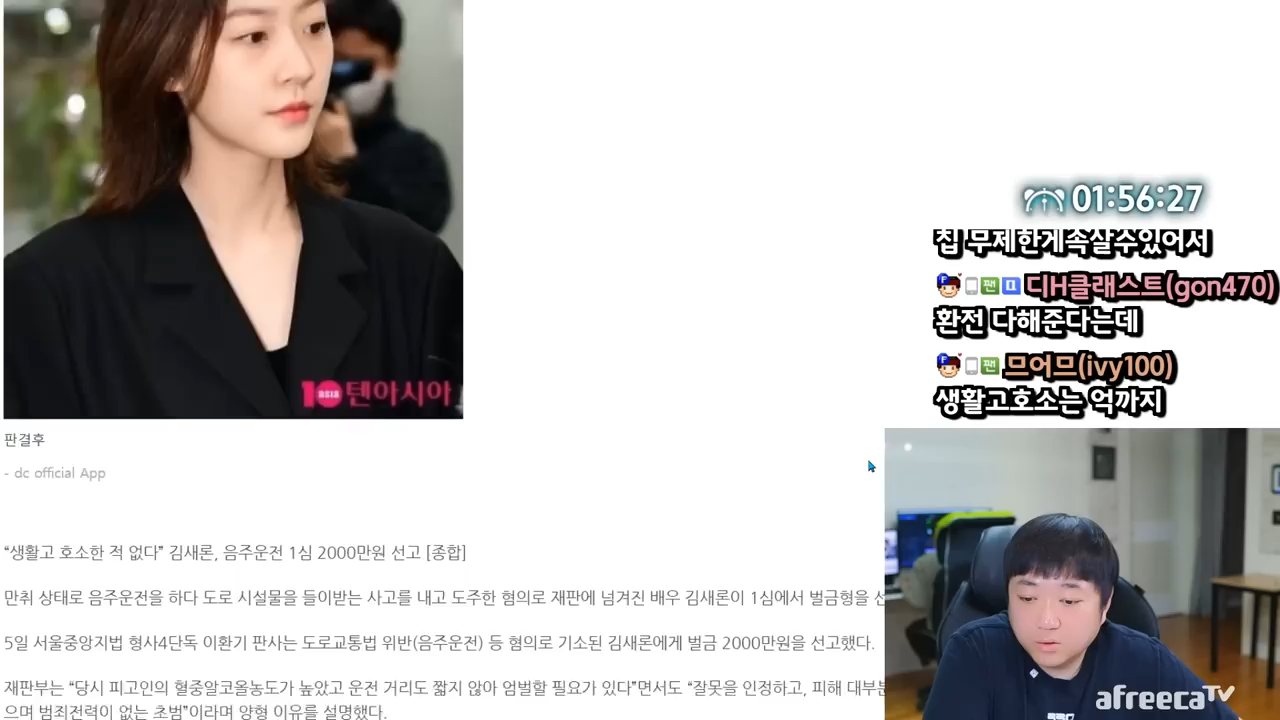 10 ASIA 텐아시아
판결후
- dc official App
“생활고 호소한 적 없다” 김새론, 음주운전 1심 2000만원 선고 [종합]
만취 상태로 음주운전을 하다 도로 시설물을 들이받는 사고를 내고 도주한 혐의로 재판에 넘겨진 배우 김새론이 1심에서 벌금형을 선
5일 서울중앙지법 형사4단독 이환기 판사는 도로교통법 위반(음주운전) 등 혐의로 기소된 김새론에게 벌금 2000만원을 선고했다.
재판부는 “당시 피고인의 혈중알코올농도가 높았고 운전 거리도 짧지 않아 엄벌할 필요가 있다”면서도 “잘못을 인정하고, 피해 대부분
으며 범죄전력이 없는 초범”이라며 양형 이유를 설명했다.
01:56:27
칩 무제한게속살수있어서
디H클래스트(gon470)
환전 다해준다는데
므어므(ivy100)
생활고호소는 억까지
afreecaTV